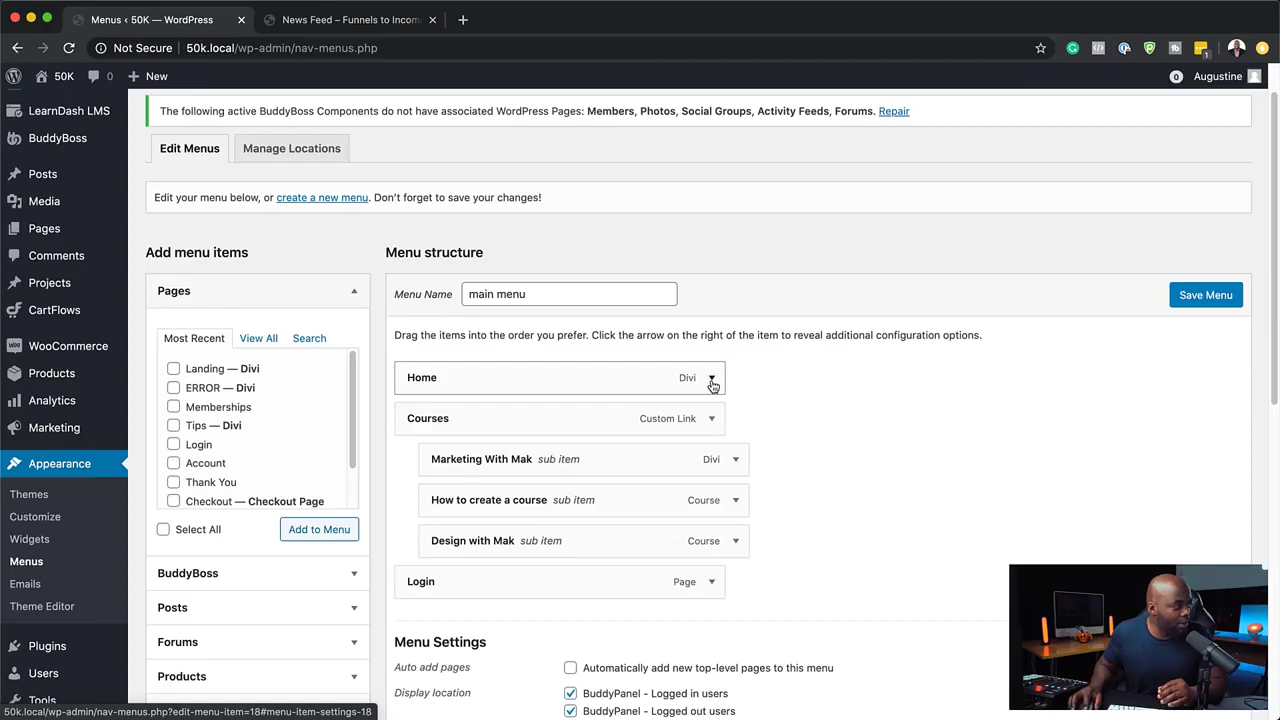 Menus ‹ 50K — WordPress
News Feed – Funnels to Incom
Not Secure 50k.local/wp-admin/nav-menus.php
1
50K 0 New
0 Augustine
LearnDash LMS
BuddyBoss
Posts
Media
Pages
Comments
Projects
CartFlows
WooCommerce
Products
Analytics
Marketing
Appearance
Themes
Customize
Widgets
Menus
Emails
Theme Editor
Plugins
Users
Tools
The following active BuddyBoss Components do not have associated WordPress Pages: Members, Photos, Social Groups, Activity Feeds, Forums. Repair
Edit Menus
Manage Locations
Edit your menu below, or create a new menu. Don't forget to save your changes!
Add menu items
Pages
Most Recent View All Search
Landing — Divi
ERROR — Divi
Memberships
Tips — Divi
Login
Account
Thank You
Checkout — Checkout Page
Select All
Add to Menu
BuddyBoss
Posts
Forums
Products
Menu structure
Menu Name main menu
Save Menu
Drag the items into the order you prefer. Click the arrow on the right of the item to reveal additional configuration options.
Home Divi
Courses Custom Link
Marketing With Mak sub item Divi
How to create a course sub item Course
Design with Mak sub item Course
Login Page
Menu Settings
Auto add pages
Automatically add new top-level pages to this menu
Display location
BuddyPanel - Logged in users
BuddyPanel - Logged out users
50k.local/wp-admin/nav-menus.php?edit-menu-item=18#menu-item-settings-18